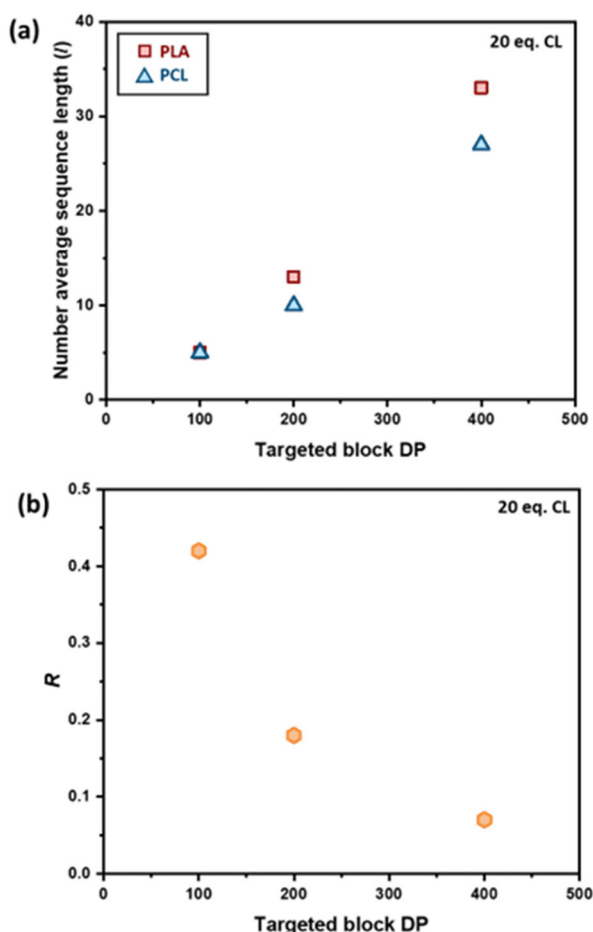 (a)
20 eq. CL
PLA
PCL
Number average sequence length (l)
40
30
20
10
0
0 100 200 300 400 500
Targeted block DP
(b)
20 eq. CL
R
0.5
0.4
0.3
0.2
0.1
0.0
0 100 200 300 400 500
Targeted block DP